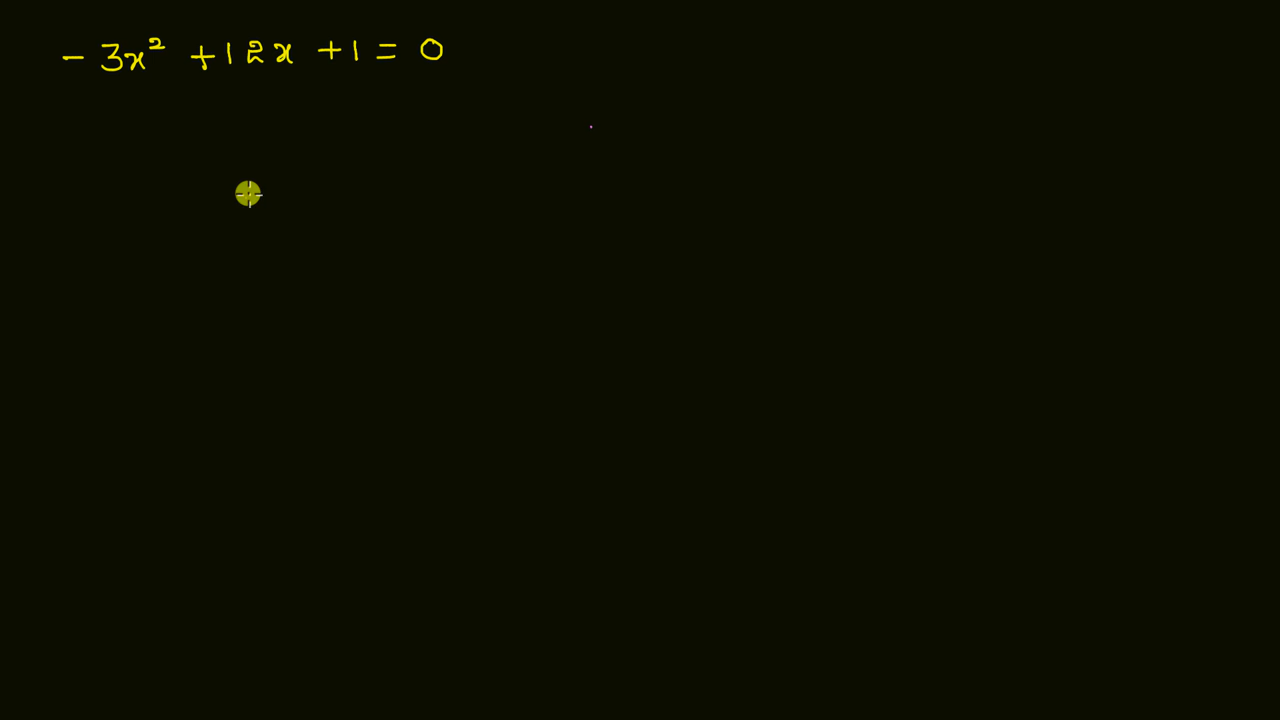 - 3x² + 12x + 1 = 0